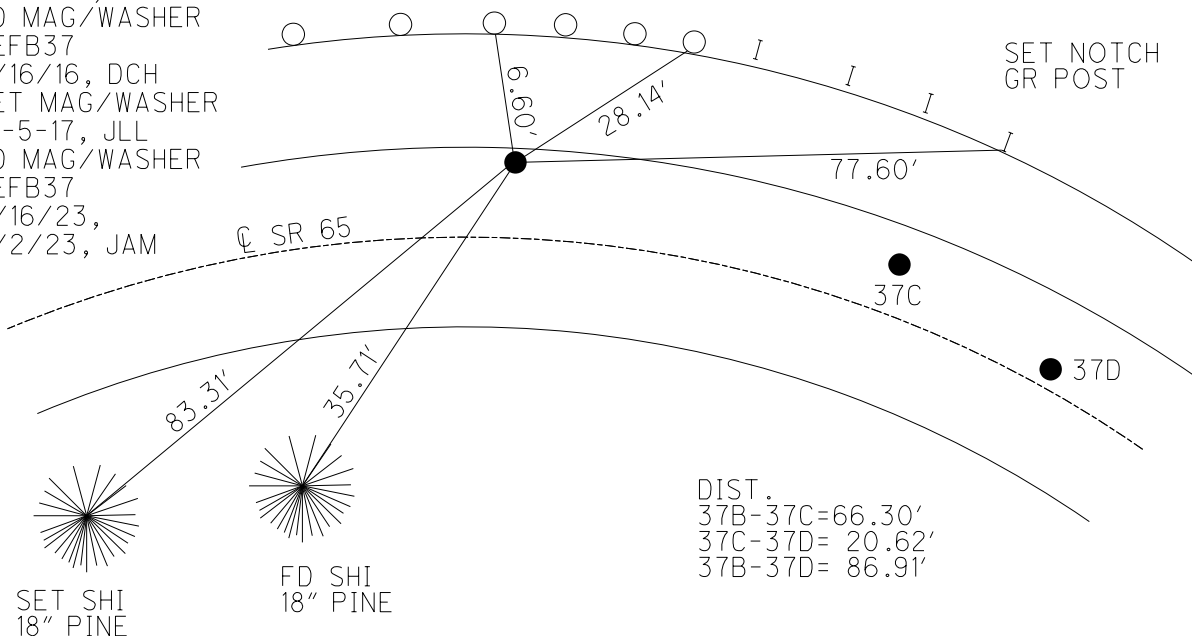 MAG/WASHER
EFB37
/16/16, DCH
ET MAG/WASHER
-5-17, JLL
MAG/WASHER
EFB37
/16/23,
/2/23, JAM
SET NOTCH
GR POST
6.60'
28.14'
77.60'
℄ SR 65
37C
37D
83.31'
35.71'
DIST.
37B-37C=66.30'
37C-37D= 20.62'
37B-37D= 86.91'
FD SHI
18" PINE
SET SHI
18" PINE